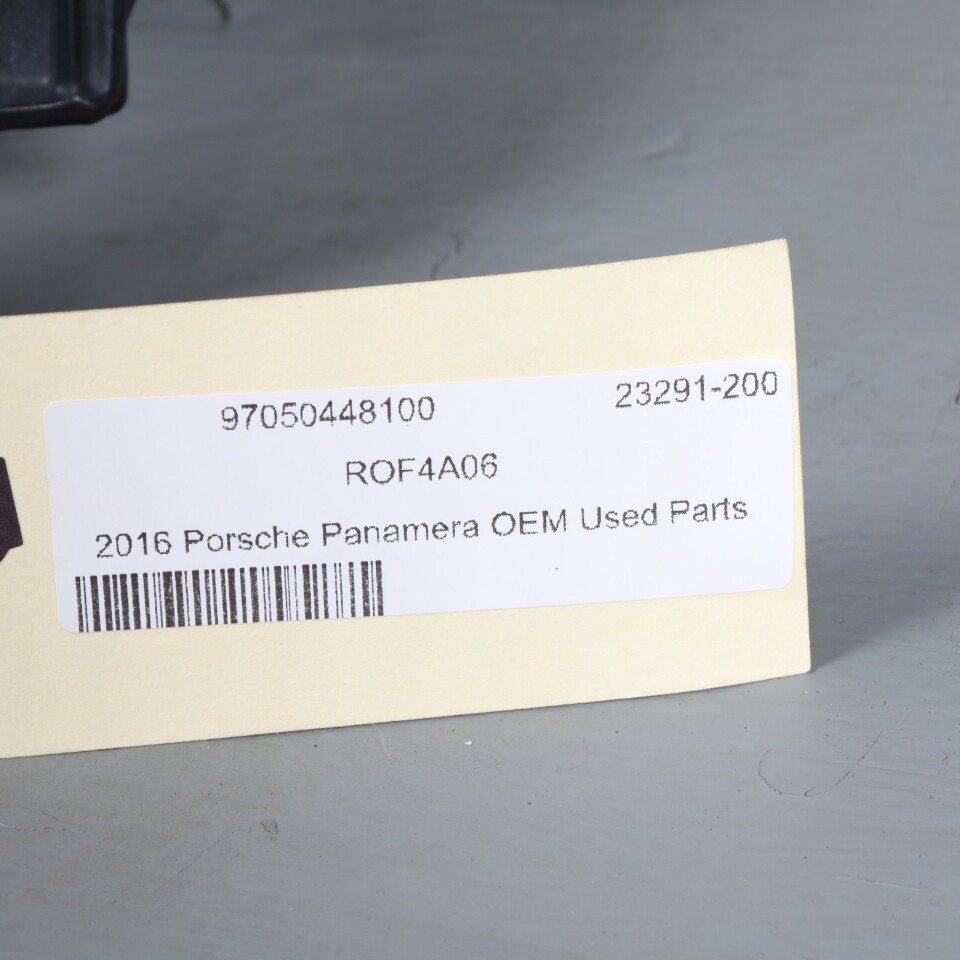 97050448100 23291-200
ROF4A06
2016 Porsche Panamera OEM Used Parts